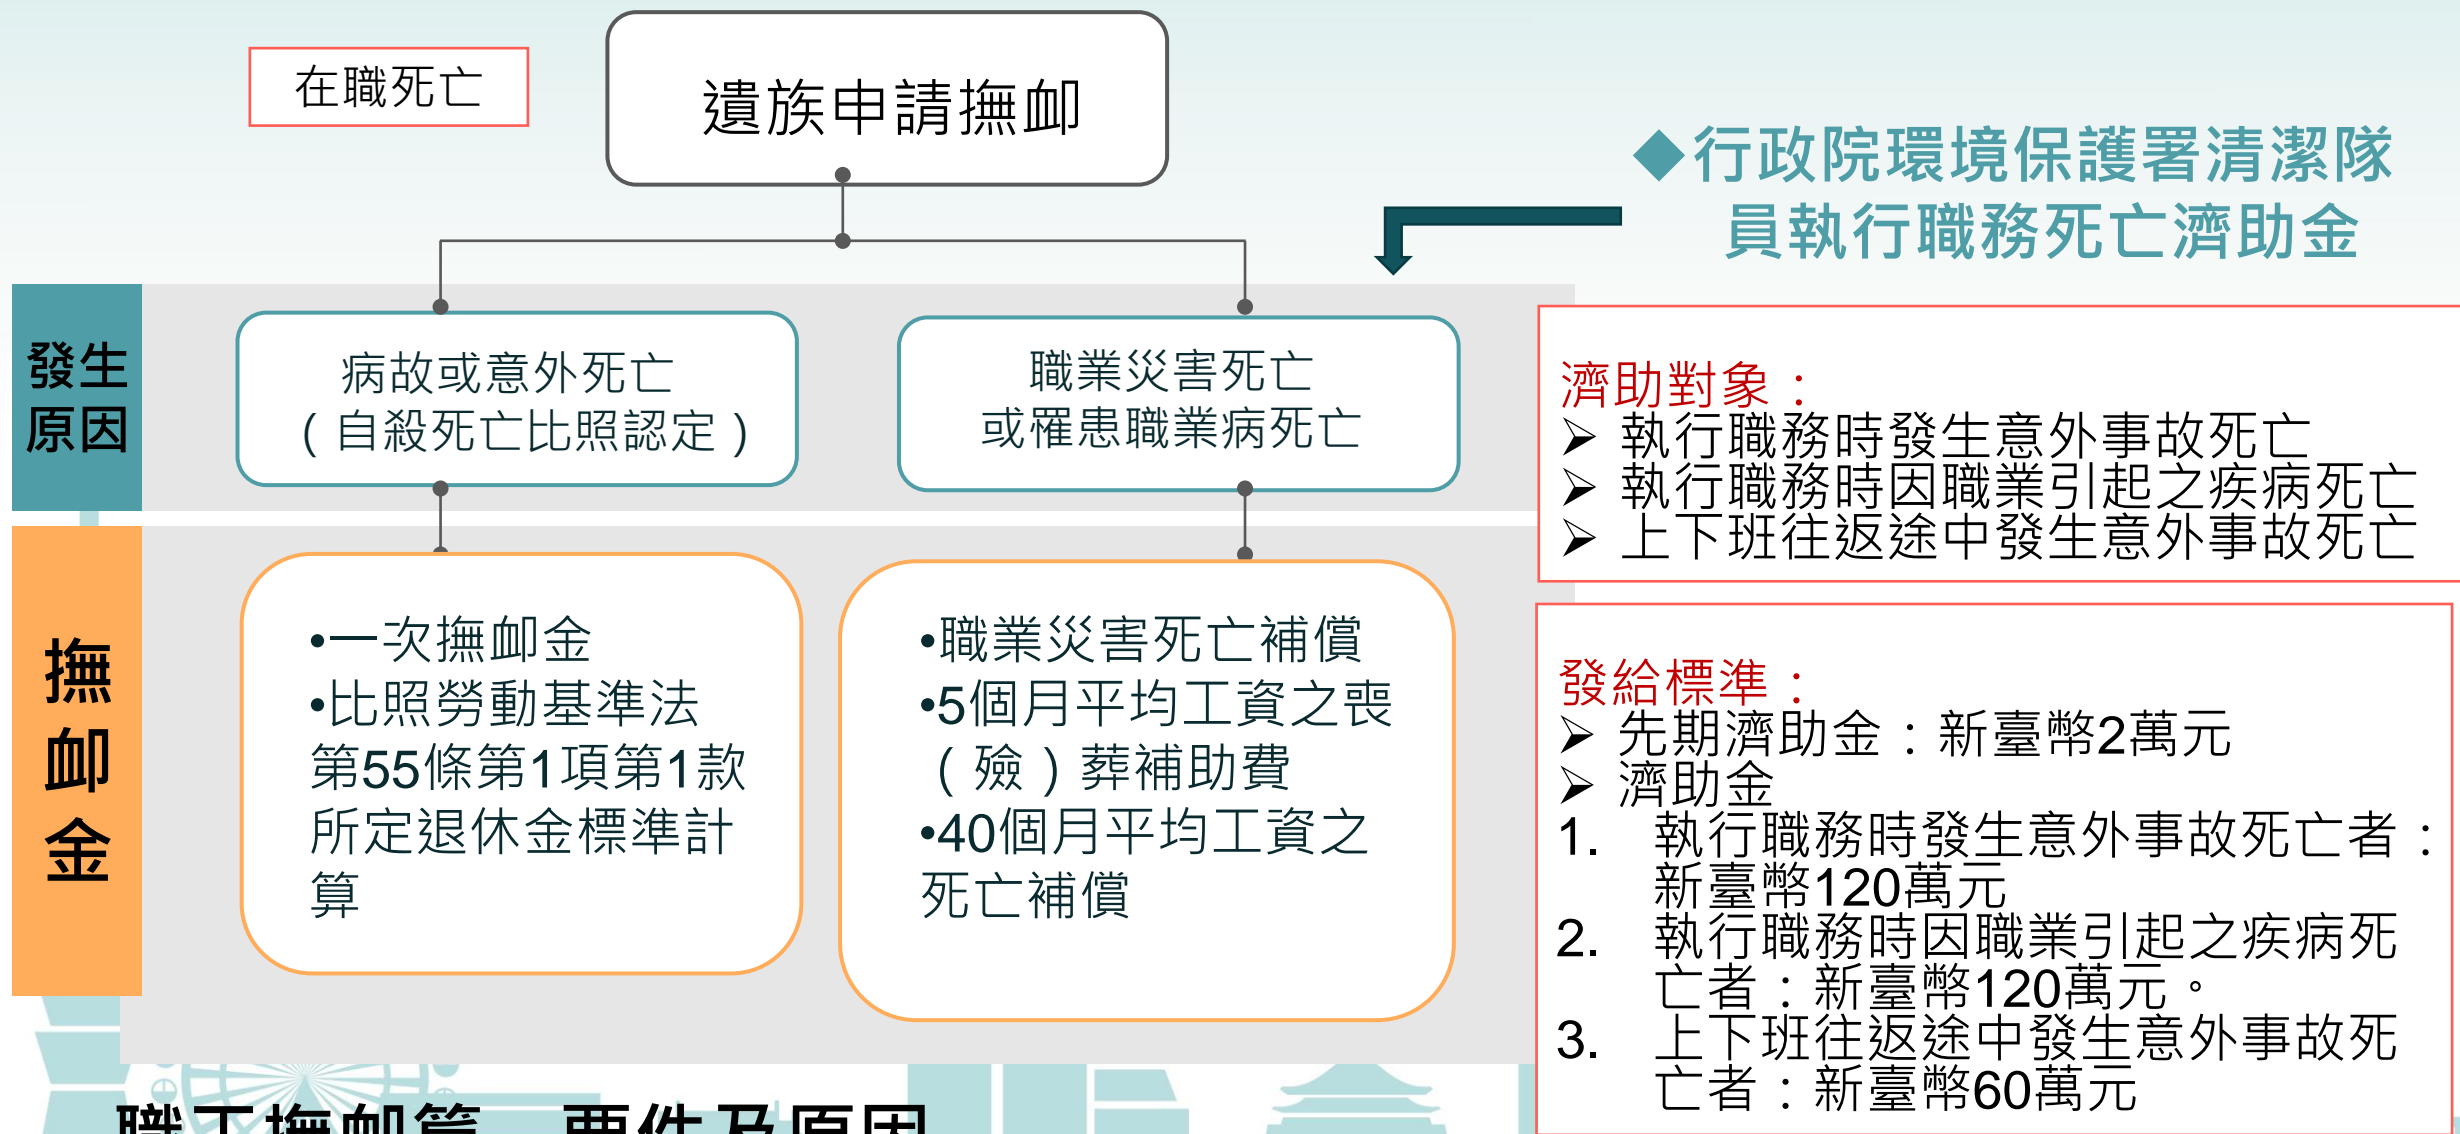 在職死亡
遺族申請撫卹
◆行政院環境保護署清潔隊
員執行職務死亡濟助金
發生
原因
病故或意外死亡
(自殺死亡比照認定)
職業災害死亡
或罹患職業病死亡
撫
卹
金
•一次撫卹金
•比照勞動基準法
第55條第1項第1款
所定退休金標準計
算
•職業災害死亡補償
•5個月平均工資之喪
(殮)葬補助費
•40個月平均工資之
死亡補償
濟助對象：
➢ 執行職務時發生意外事故死亡
➢ 執行職務時因職業引起之疾病死亡
➢ 上下班往返途中發生意外事故死亡
發給標準：
➢ 先期濟助金：新臺幣2萬元
➢ 濟助金
1. 執行職務時發生意外事故死亡者：
新臺幣120萬元
2. 執行職務時因職業引起之疾病死
亡者：新臺幣120萬元。
3. 上下班往返途中發生意外事故死
亡者：新臺幣60萬元
職工撫卹篇 要件及原因